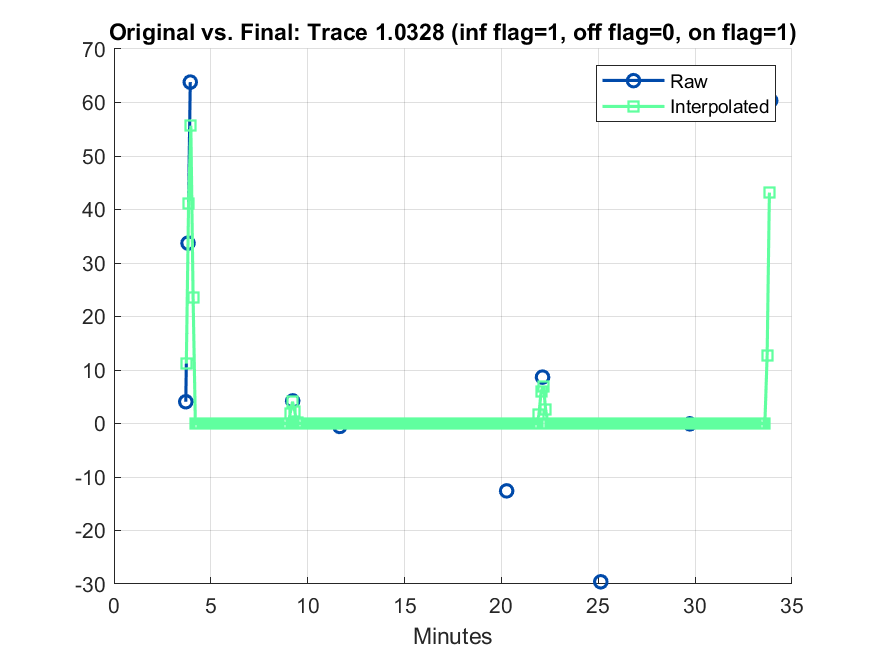 Original vs. Final: Trace 1.0328 (inf flag=1, off flag=0, on flag=1)
70
60
50
40
30
20
10
0
-10
-20
-30
Raw
Interpolated
0 5 10 15 20 25 30 35
Minutes